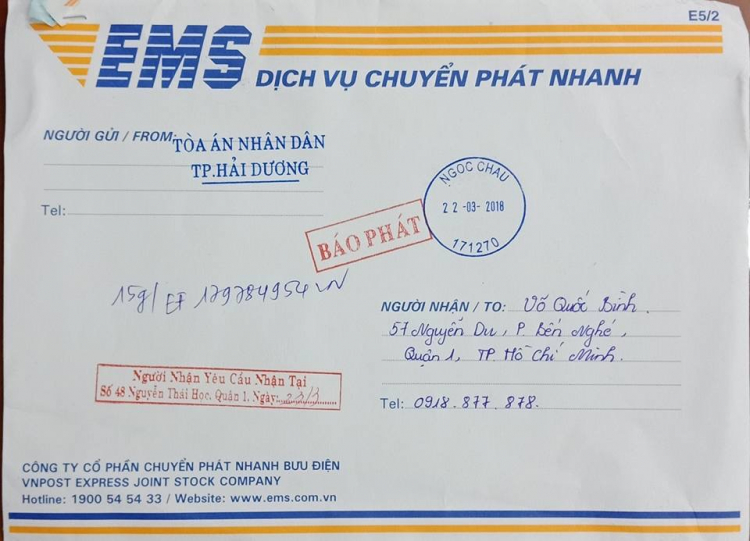 E5/2
EMS DỊCH VỤ CHUYỂN PHÁT NHANH
NGƯỜI GỬI / FROM: TÒA ÁN NHÂN DÂN
TP.HẢI DƯƠNG
Tel:
NGOC CHAU
22-03-2018
171270
BÁO PHÁT
15g/ EF 179784954 VN
NGƯỜI NHẬN / TO: Võ Quốc Bình.
57 Nguyễn Du, P. Bến Nghé,
Quận 1, TP. Hồ Chí Minh.
Tel: 0918.877.878.
Người Nhận Yêu Cầu Nhận Tại
Số 48 Nguyễn Thái Học, Quận 1. Ngày: 23/3
CÔNG TY CỔ PHẦN CHUYỂN PHÁT NHANH BƯU ĐIỆN
VNPOST EXPRESS JOINT STOCK COMPANY
Hotline: 1900 54 54 33 / Website: www.ems.com.vn